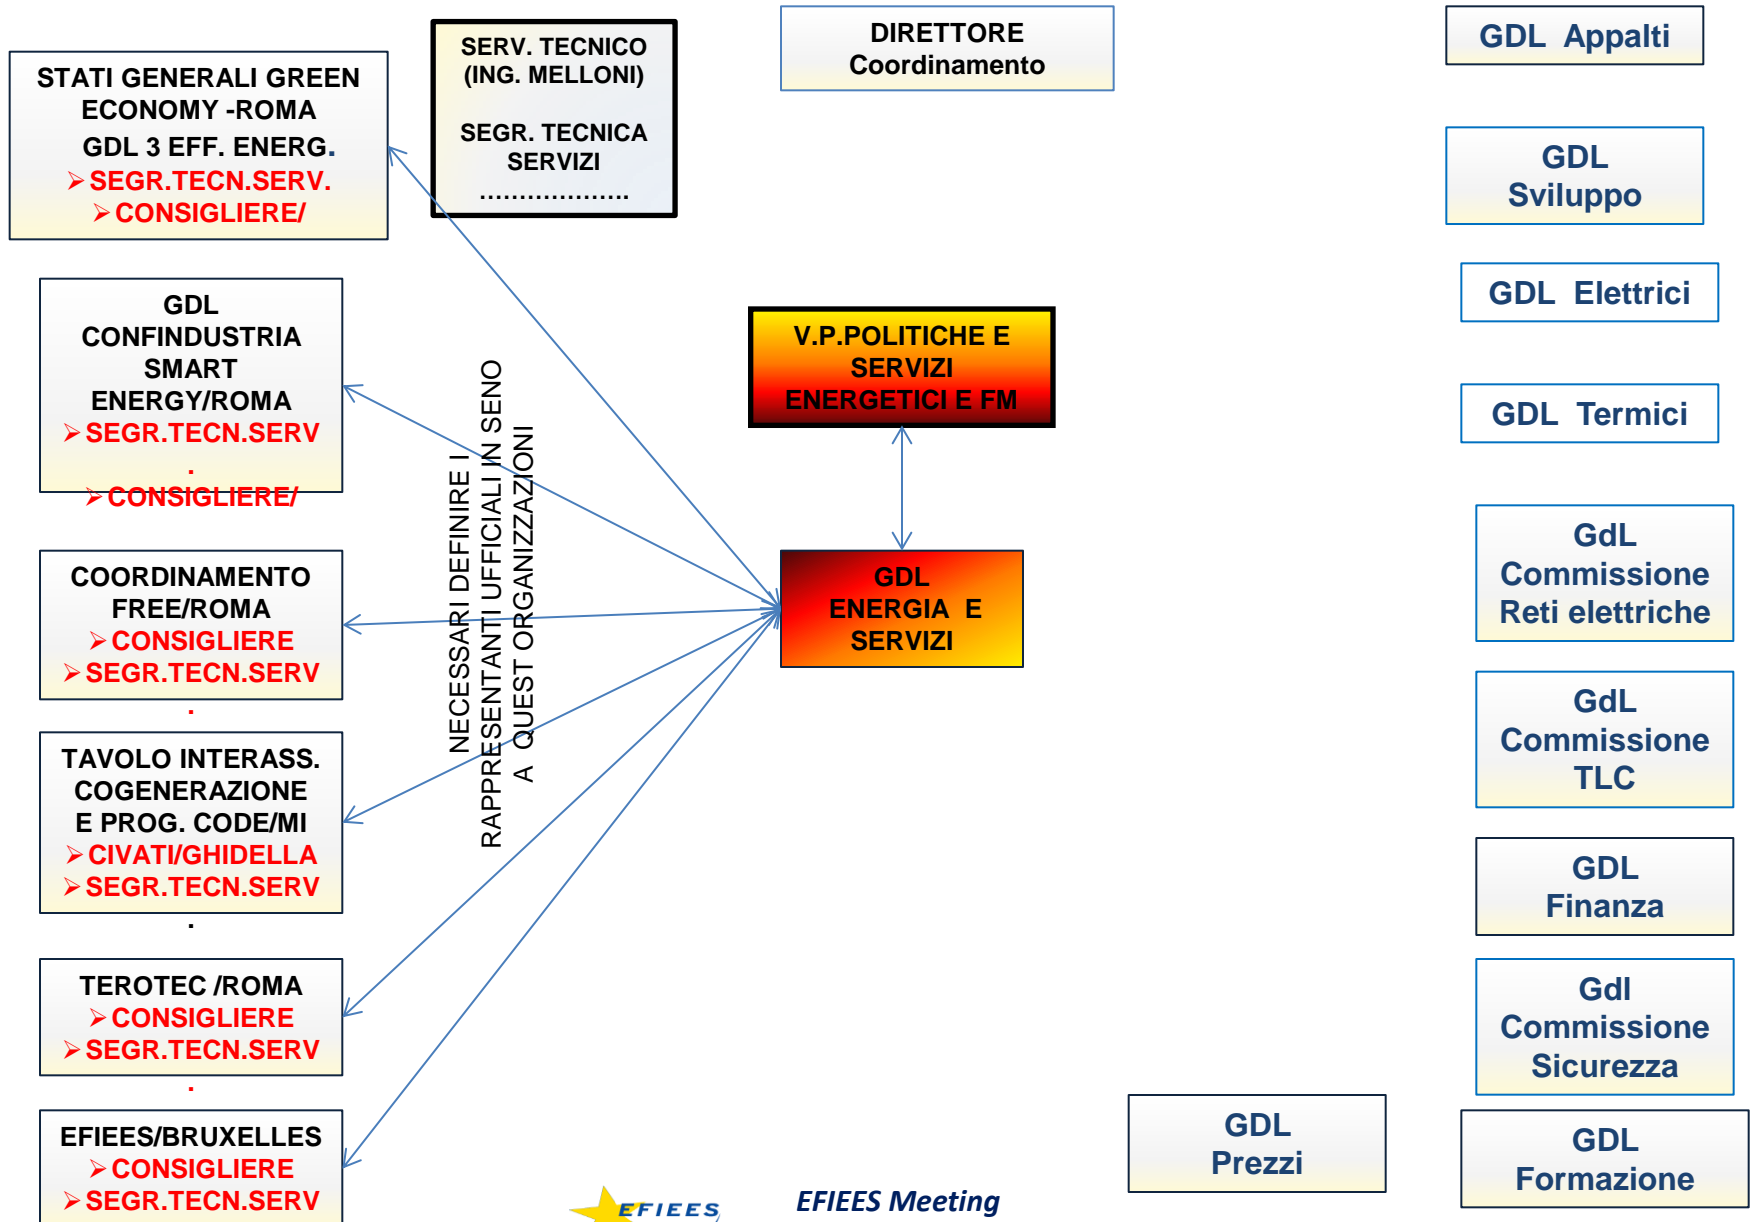 STATI GENERALI GREEN
ECONOMY -ROMA
GDL 3 EFF. ENERG.
➢SEGR.TECN.SERV.
➢CONSIGLIERE/
SERV. TECNICO
(ING. MELLONI)
SEGR. TECNICA
SERVIZI
...................
DIRETTORE
Coordinamento
GDL Appalti
GDL
Sviluppo
GDL Elettrici
GDL Termici
GDL
CONFINDUSTRIA
SMART
ENERGY/ROMA
➢SEGR.TECN.SERV
.
➢CONSIGLIERE/
V.P.POLITICHE E
SERVIZI
ENERGETICI E FM
NECESSARI DEFINIRE I
RAPPRESENTANTI UFFICIALI IN SENO
A QUEST ORGANIZZAZIONI
GDL
ENERGIA E
SERVIZI
COORDINAMENTO
FREE/ROMA
➢CONSIGLIERE
➢SEGR.TECN.SERV
.
TAVOLO INTERASS.
COGENERAZIONE
E PROG. CODE/MI
➢CIVATI/GHIDELLA
➢SEGR.TECN.SERV
.
TEROTEC /ROMA
➢CONSIGLIERE
➢SEGR.TECN.SERV
.
EFIEES/BRUXELLES
➢CONSIGLIERE
➢SEGR.TECN.SERV
GdL
Commissione
Reti elettriche
GdL
Commissione
TLC
GDL
Finanza
Gdl
Commissione
Sicurezza
GDL
Prezzi
GDL
Formazione
EFIEES
EFIEES Meeting